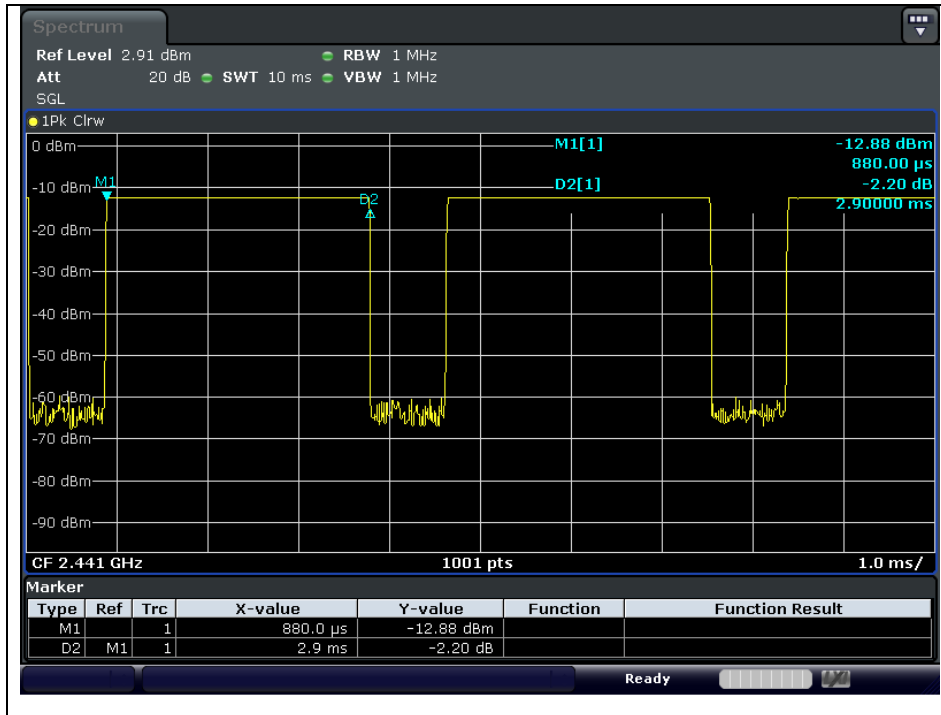 Spectrum
Ref Level 2.91 dBm RBW 1 MHz
Att 20 dB SWT 10 ms VBW 1 MHz
SGL
1Pk Clrw
0 dBm M1[1] -12.88 dBm
880.00 µs
-10 dBm M1 D2[1] -2.20 dB
D2 2.90000 ms
-20 dBm
-30 dBm
-40 dBm
-50 dBm
-60 dBm
-70 dBm
-80 dBm
-90 dBm
CF 2.441 GHz 1001 pts 1.0 ms/
Marker
Type Ref Trc X-value Y-value Function Function Result
M1 1 880.0 µs -12.88 dBm
D2 M1 1 2.9 ms -2.20 dB
Ready